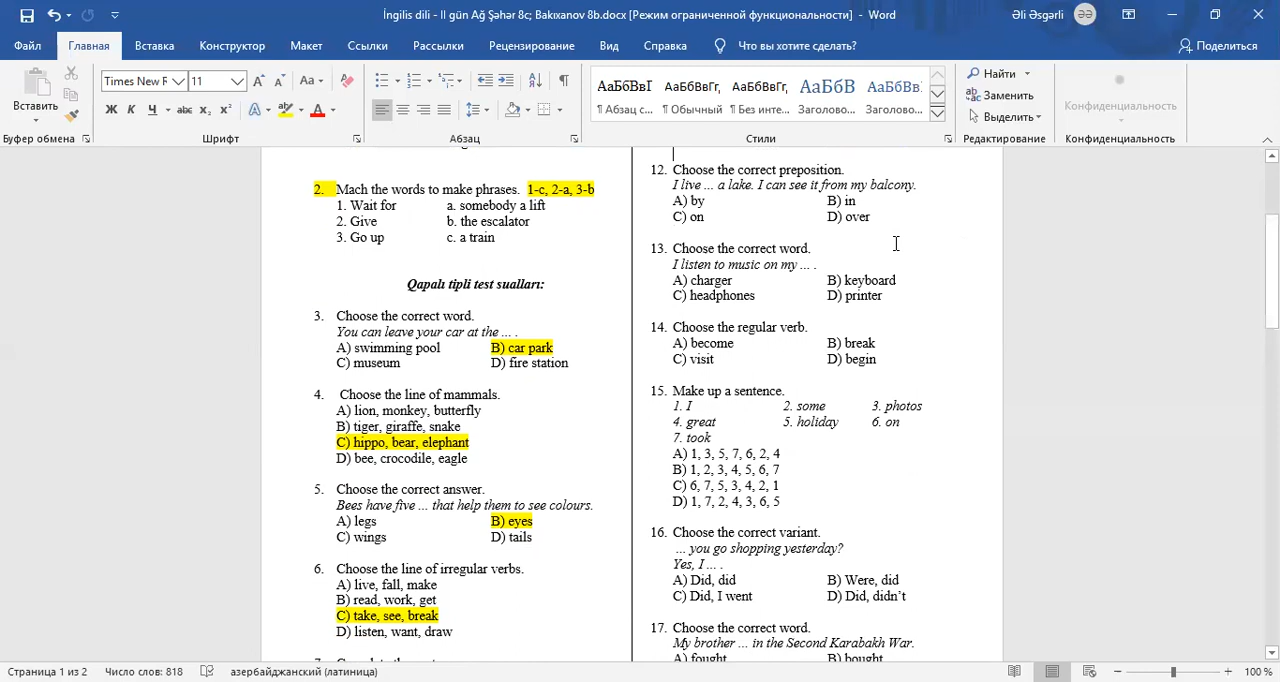 İngilis dili - II gün Ağ Şəhər 8c; Bakıxanov 8b.docx [Режим ограниченной функциональности] - Word
Əli Əsgərli
ƏƏ
Файл Главная Вставка Конструктор Макет Ссылки Рассылки Рецензирование Вид Справка Что вы хотите сделать? Поделиться
Вставить
Буфер обмена
Times New R 11
Шрифт
Абзац
АаБбВвІ АаБбВвГг, АаБбВвГг, АаБбВ АаБбВв
¶ Абзац с... ¶ Обычный ¶ Без инте... Заголово... Заголово...
Стили
Найти
Заменить
Выделить
Редактирование
Конфиденциальность
Конфиденциальность
2. Mach the words to make phrases. 1-c, 2-a, 3-b
1. Wait for a. somebody a lift
2. Give b. the escalator
3. Go up c. a train
Qapalı tipli test sualları:
3. Choose the correct word.
You can leave your car at the ... .
A) swimming pool B) car park
C) museum D) fire station
4. Choose the line of mammals.
A) lion, monkey, butterfly
B) tiger, giraffe, snake
C) hippo, bear, elephant
D) bee, crocodile, eagle
5. Choose the correct answer.
Bees have five ... that help them to see colours.
A) legs B) eyes
C) wings D) tails
6. Choose the line of irregular verbs.
A) live, fall, make
B) read, work, get
C) take, see, break
D) listen, want, draw
12. Choose the correct preposition.
I live ... a lake. I can see it from my balcony.
A) by B) in
C) on D) over
13. Choose the correct word.
I listen to music on my ... .
A) charger B) keyboard
C) headphones D) printer
14. Choose the regular verb.
A) become B) break
C) visit D) begin
15. Make up a sentence.
1. I 2. some 3. photos
4. great 5. holiday 6. on
7. took
A) 1, 3, 5, 7, 6, 2, 4
B) 1, 2, 3, 4, 5, 6, 7
C) 6, 7, 5, 3, 4, 2, 1
D) 1, 7, 2, 4, 3, 6, 5
16. Choose the correct variant.
... you go shopping yesterday?
Yes, I ... .
A) Did, did B) Were, did
C) Did, I went D) Did, didn’t
17. Choose the correct word.
My brother ... in the Second Karabakh War.
A) fought B) bought
Страница 1 из 2 Число слов: 818 азербайджанский (латиница) 100 %